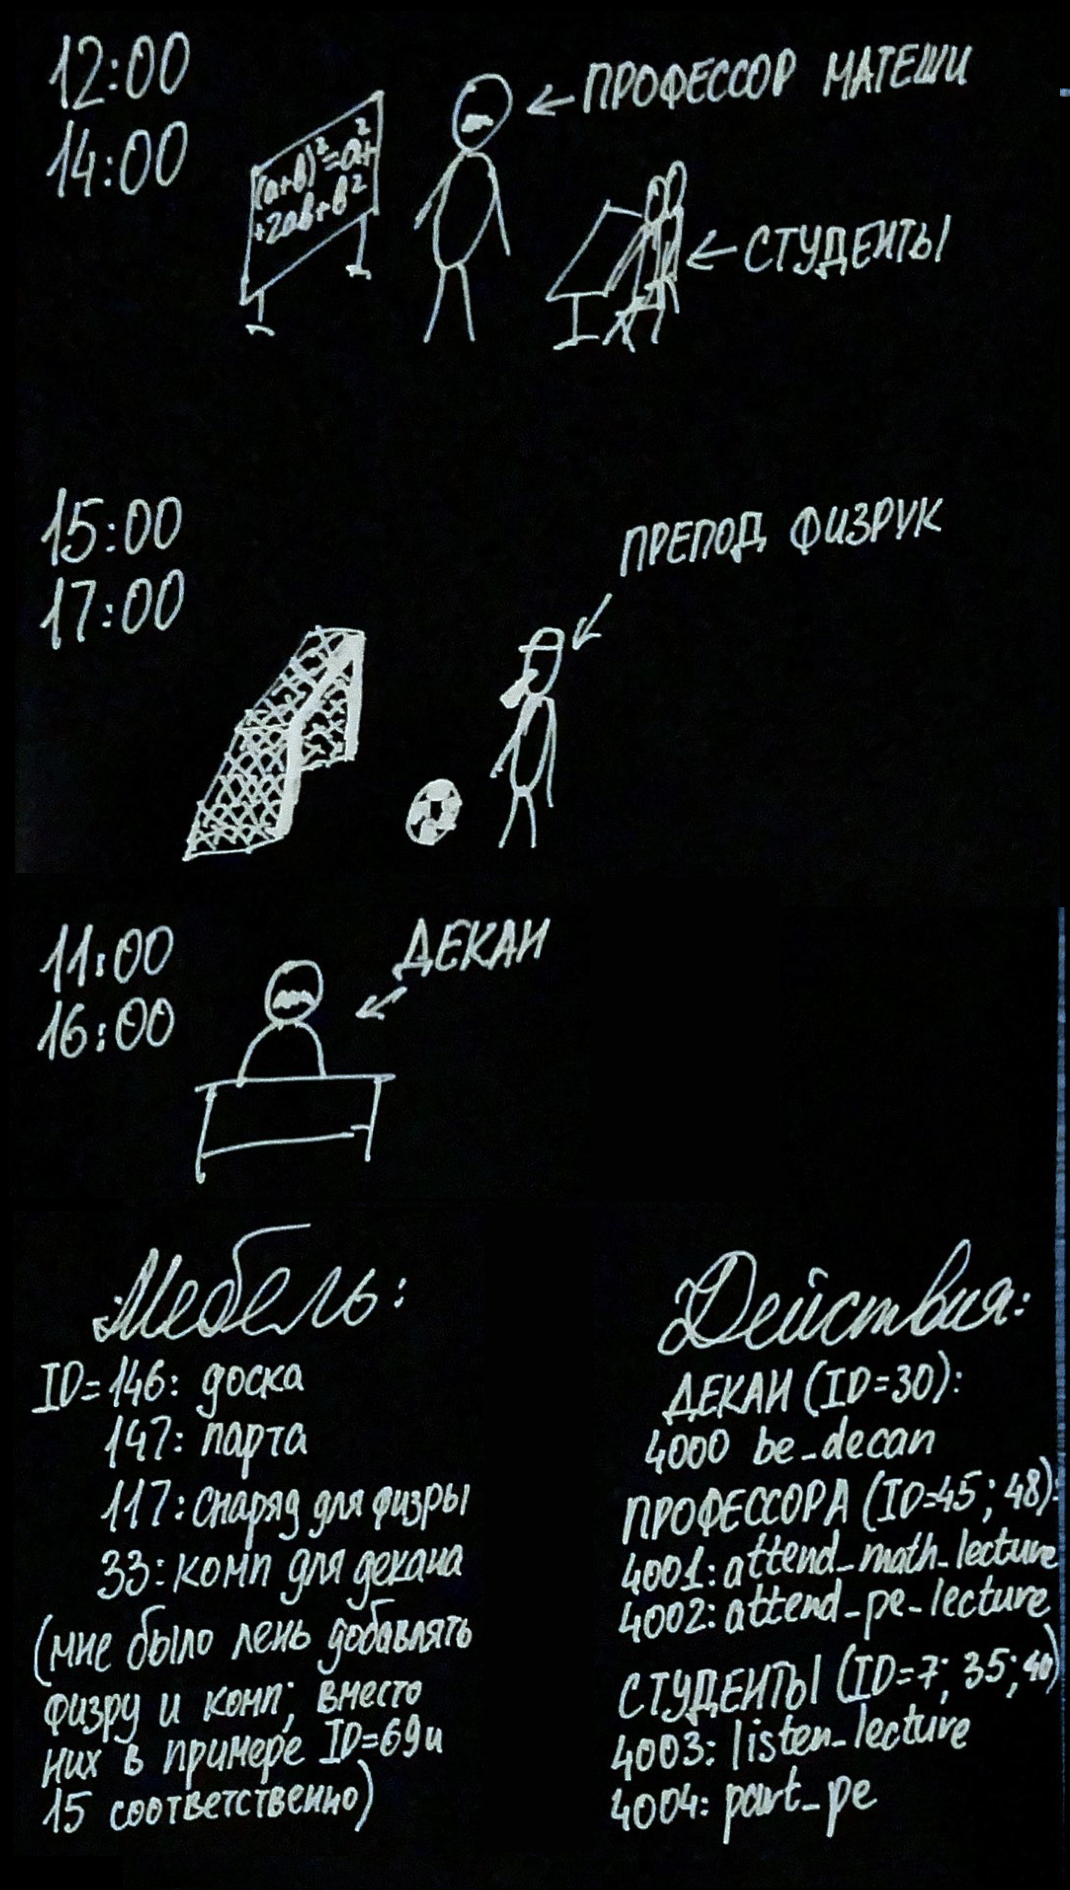 12:00
14:00
ПРОФЕССОР МАТЕШИ
(a+b)²=a²+
+2ab+b²
СТУДЕНТЫ
15:00
17:00
ПРЕПОД ФИЗРУК
11:00
16:00
ДЕКАН
Мебель:
ID=146: доска
147: парта
117: снаряд для физры
33: комп для декана
(мне было лень добавлять
физру и комп; вместо
них в примере ID=69 и
15 соответственно)
Действия:
ДЕКАН (ID=30):
4000 be_decan
ПРОФЕССОРА (ID=45; 48):
4001: attend_math_lecture
4002: attend_pe_lecture
СТУДЕНТЫ (ID=7; 35; 40)
4003: listen_lecture
4004: part_pe